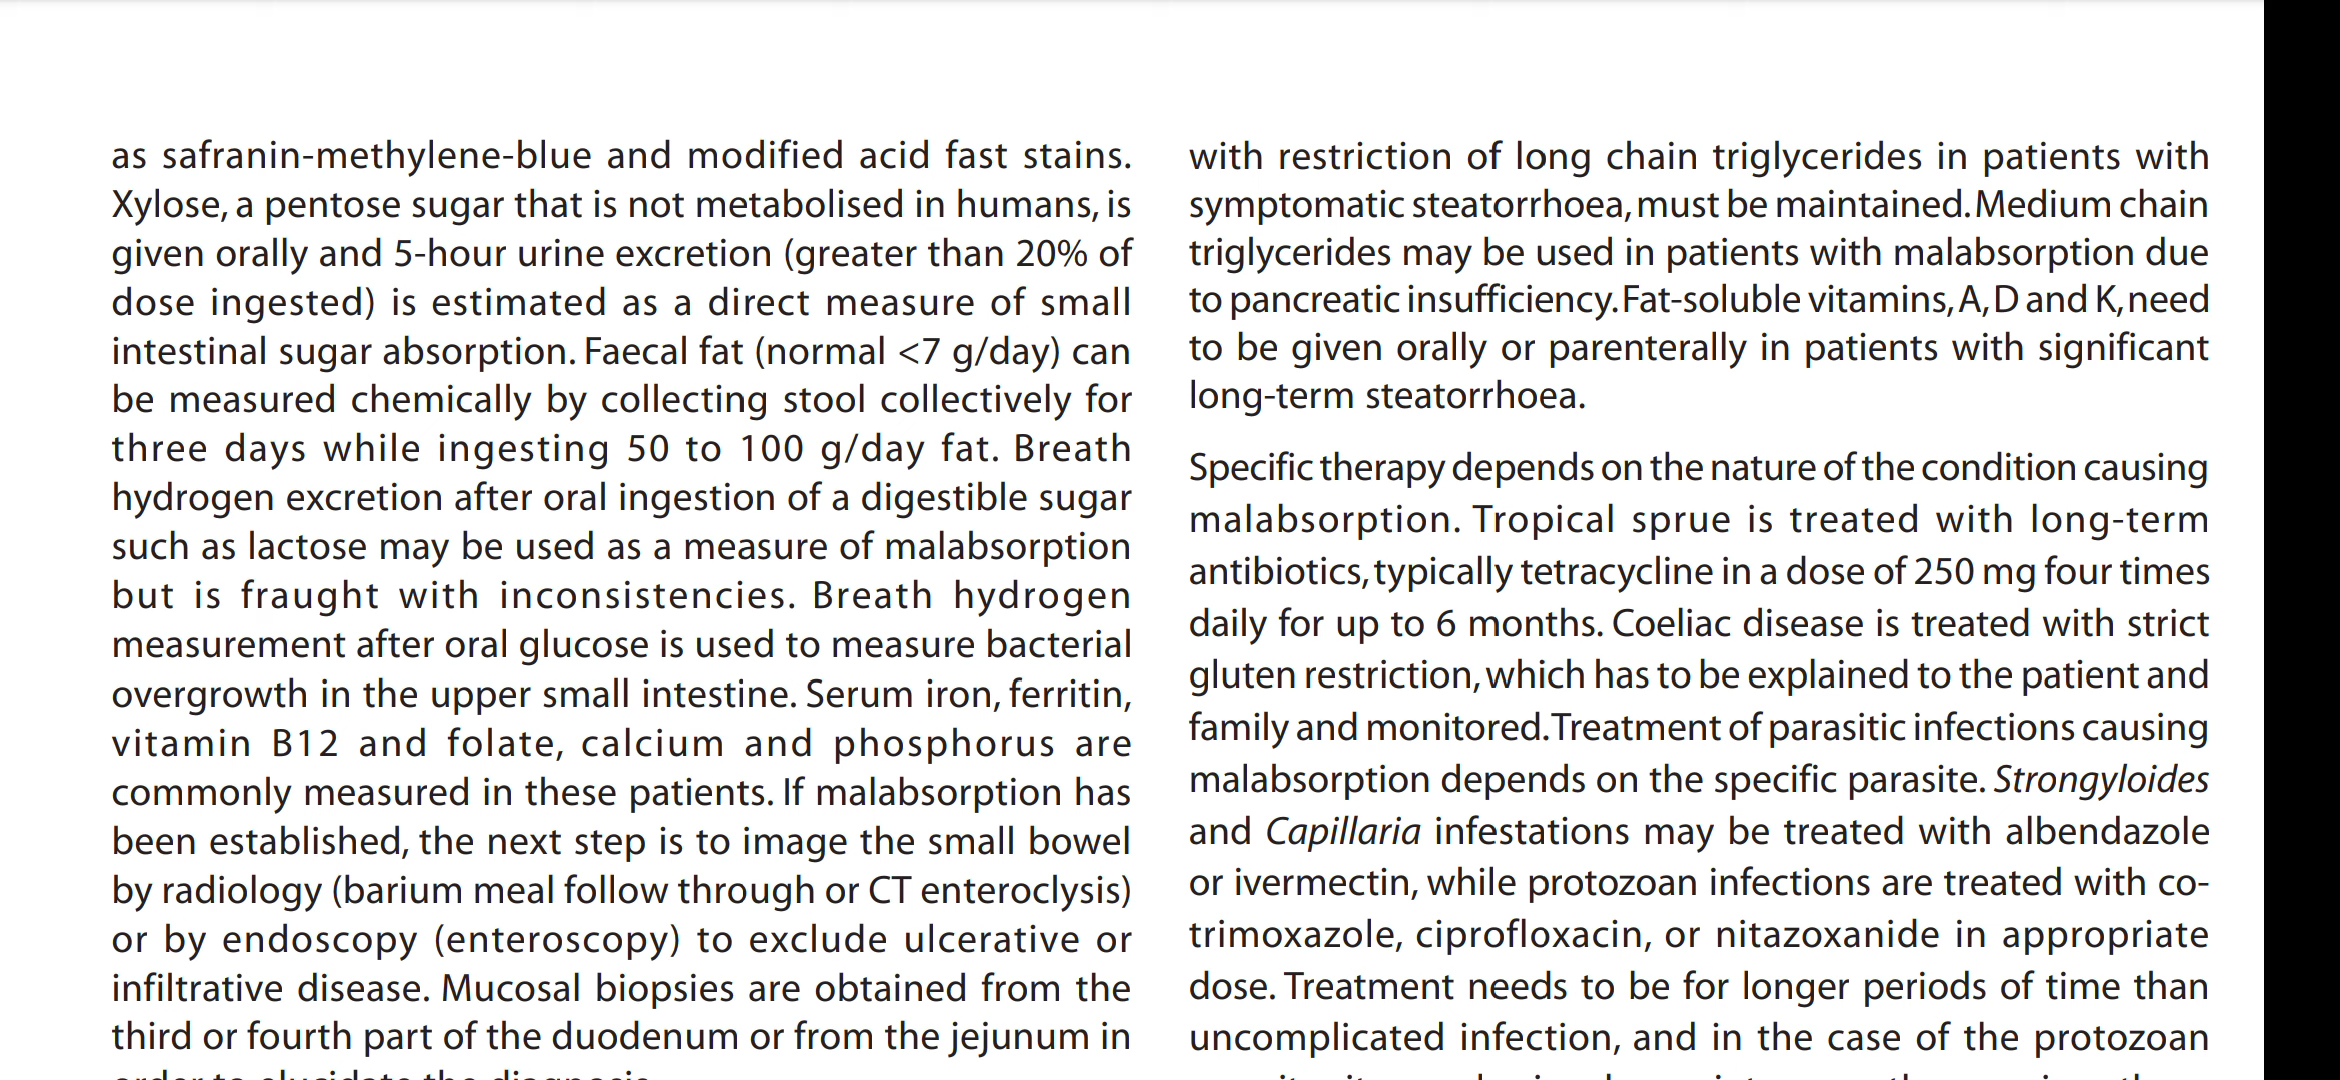 as safranin-methylene-blue and modified acid fast stains.
Xylose, a pentose sugar that is not metabolised in humans, is
given orally and 5-hour urine excretion (greater than 20% of
dose ingested) is estimated as a direct measure of small
intestinal sugar absorption. Faecal fat (normal <7 g/day) can
be measured chemically by collecting stool collectively for
three days while ingesting 50 to 100 g/day fat. Breath
hydrogen excretion after oral ingestion of a digestible sugar
such as lactose may be used as a measure of malabsorption
but is fraught with inconsistencies. Breath hydrogen
measurement after oral glucose is used to measure bacterial
overgrowth in the upper small intestine. Serum iron, ferritin,
vitamin B12 and folate, calcium and phosphorus are
commonly measured in these patients. If malabsorption has
been established, the next step is to image the small bowel
by radiology (barium meal follow through or CT enteroclysis)
or by endoscopy (enteroscopy) to exclude ulcerative or
infiltrative disease. Mucosal biopsies are obtained from the
third or fourth part of the duodenum or from the jejunum in
order to elucidate the diagnosis.
with restriction of long chain triglycerides in patients with
symptomatic steatorrhoea, must be maintained. Medium chain
triglycerides may be used in patients with malabsorption due
to pancreatic insufficiency. Fat-soluble vitamins, A, D and K, need
to be given orally or parenterally in patients with significant
long-term steatorrhoea.
Specific therapy depends on the nature of the condition causing
malabsorption. Tropical sprue is treated with long-term
antibiotics, typically tetracycline in a dose of 250 mg four times
daily for up to 6 months. Coeliac disease is treated with strict
gluten restriction, which has to be explained to the patient and
family and monitored. Treatment of parasitic infections causing
malabsorption depends on the specific parasite. Strongyloides
and Capillaria infestations may be treated with albendazole
or ivermectin, while protozoan infections are treated with co-
trimoxazole, ciprofloxacin, or nitazoxanide in appropriate
dose. Treatment needs to be for longer periods of time than
uncomplicated infection, and in the case of the protozoan